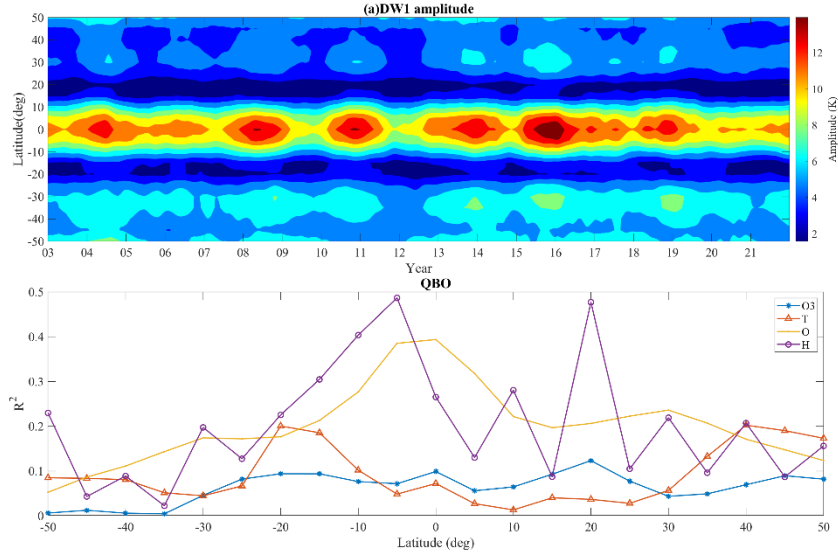 (a)DW1 amplitude
50
40
30
20
10
0
-10
-20
-30
-40
-50
Latitude(deg)
03 04 06 07 08 09 10 11 12 13 14 15 16 17 18 19 20 21
Year
14
12
10
8
6
4
2
Amplitude (K)
QBO
0.5
0.4
0.3
0.2
0.1
0
R²
O3
T
O
H
-50 -40 -30 -20 -10 0 10 20 30 40 50
Latitude (deg)